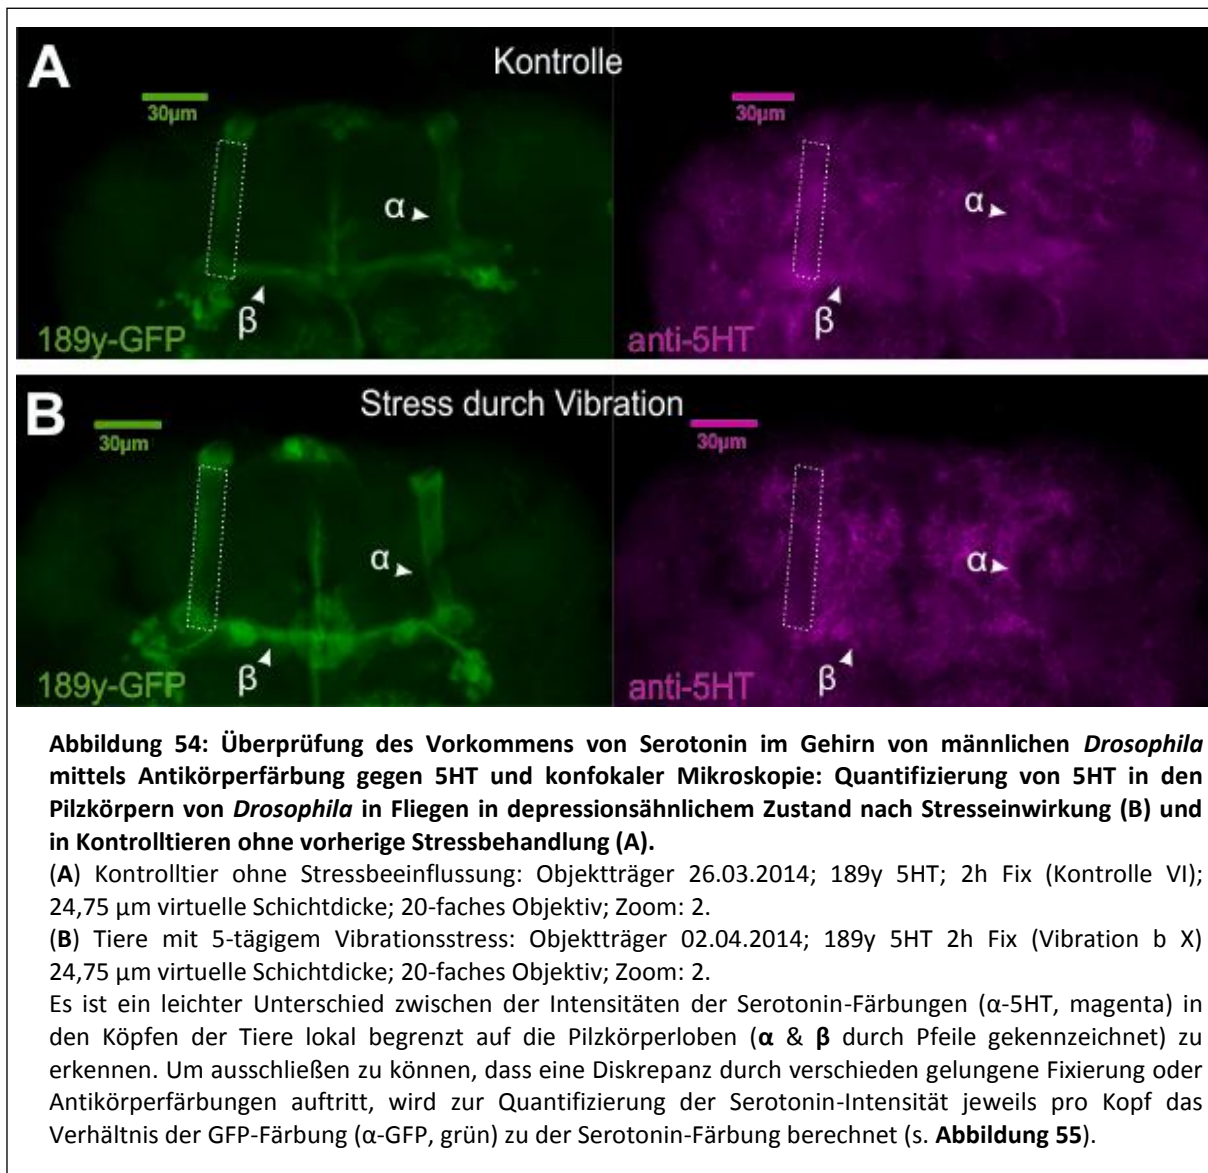 A Kontrolle
30µm 30µm
α α
β β
189y-GFP anti-5HT
B Stress durch Vibration
30µm 30µm
α α
β β
189y-GFP anti-5HT
Abbildung 54: Überprüfung des Vorkommens von Serotonin im Gehirn von männlichen Drosophila
mittels Antikörperfärbung gegen 5HT und konfokaler Mikroskopie: Quantifizierung von 5HT in den
Pilzkörpern von Drosophila in Fliegen in depressionsähnlichem Zustand nach Stresseinwirkung (B) und
in Kontrolltieren ohne vorherige Stressbehandlung (A).
(A) Kontrolltier ohne Stressbeeinflussung: Objektträger 26.03.2014; 189y 5HT; 2h Fix (Kontrolle VI);
24,75 µm virtuelle Schichtdicke; 20-faches Objektiv; Zoom: 2.
(B) Tiere mit 5-tägigem Vibrationsstress: Objektträger 02.04.2014; 189y 5HT 2h Fix (Vibration b X)
24,75 µm virtuelle Schichtdicke; 20-faches Objektiv; Zoom: 2.
Es ist ein leichter Unterschied zwischen der Intensitäten der Serotonin-Färbungen (α-5HT, magenta) in
den Köpfen der Tiere lokal begrenzt auf die Pilzkörperloben (α & β durch Pfeile gekennzeichnet) zu
erkennen. Um ausschließen zu können, dass eine Diskrepanz durch verschieden gelungene Fixierung oder
Antikörperfärbungen auftritt, wird zur Quantifizierung der Serotonin-Intensität jeweils pro Kopf das
Verhältnis der GFP-Färbung (α-GFP, grün) zu der Serotonin-Färbung berechnet (s. Abbildung 55).